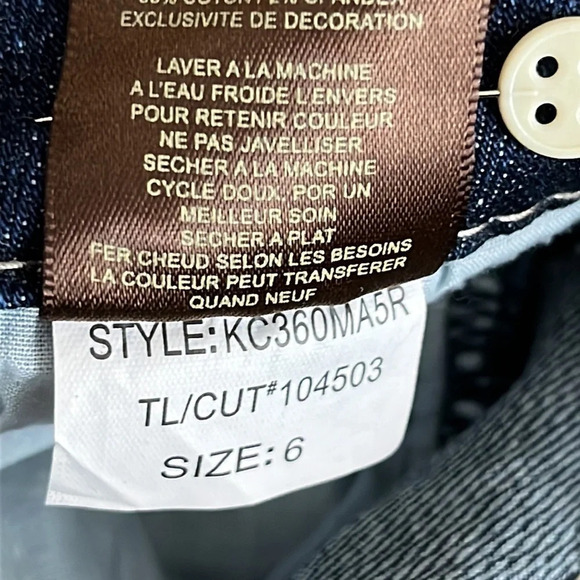 EXCLUSIVITE DE DECORATION
LAVER A LA MACHINE
A L'EAU FROIDE L'ENVERS
POUR RETENIR COULEUR
NE PAS JAVELLISER
SECHER A LA MACHINE
CYCLE DOUX. POR UN
MEILLEUR SOIN
SECHER A PLAT
FER CHEUD SELON LES BESOINS
LA COULEUR PEUT TRANSFERER
QUAND NEUF
STYLE: KC360MA5R
TL/CUT#104503
SIZE: 6